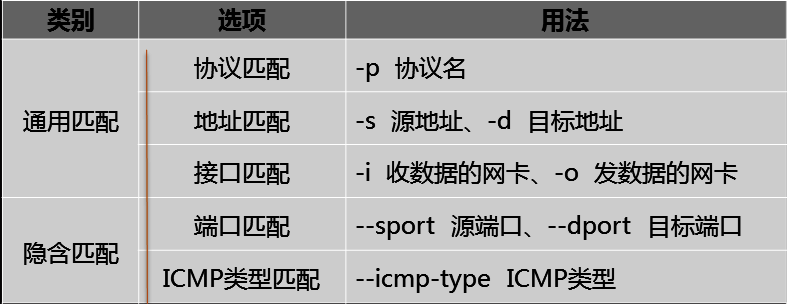 类别 选项 用法
通用匹配 协议匹配 -p 协议名
地址匹配 -s 源地址、-d 目标地址
接口匹配 -i 收数据的网卡、-o 发数据的网卡
隐含匹配 端口匹配 --sport 源端口、--dport 目标端口
ICMP类型匹配 --icmp-type ICMP类型